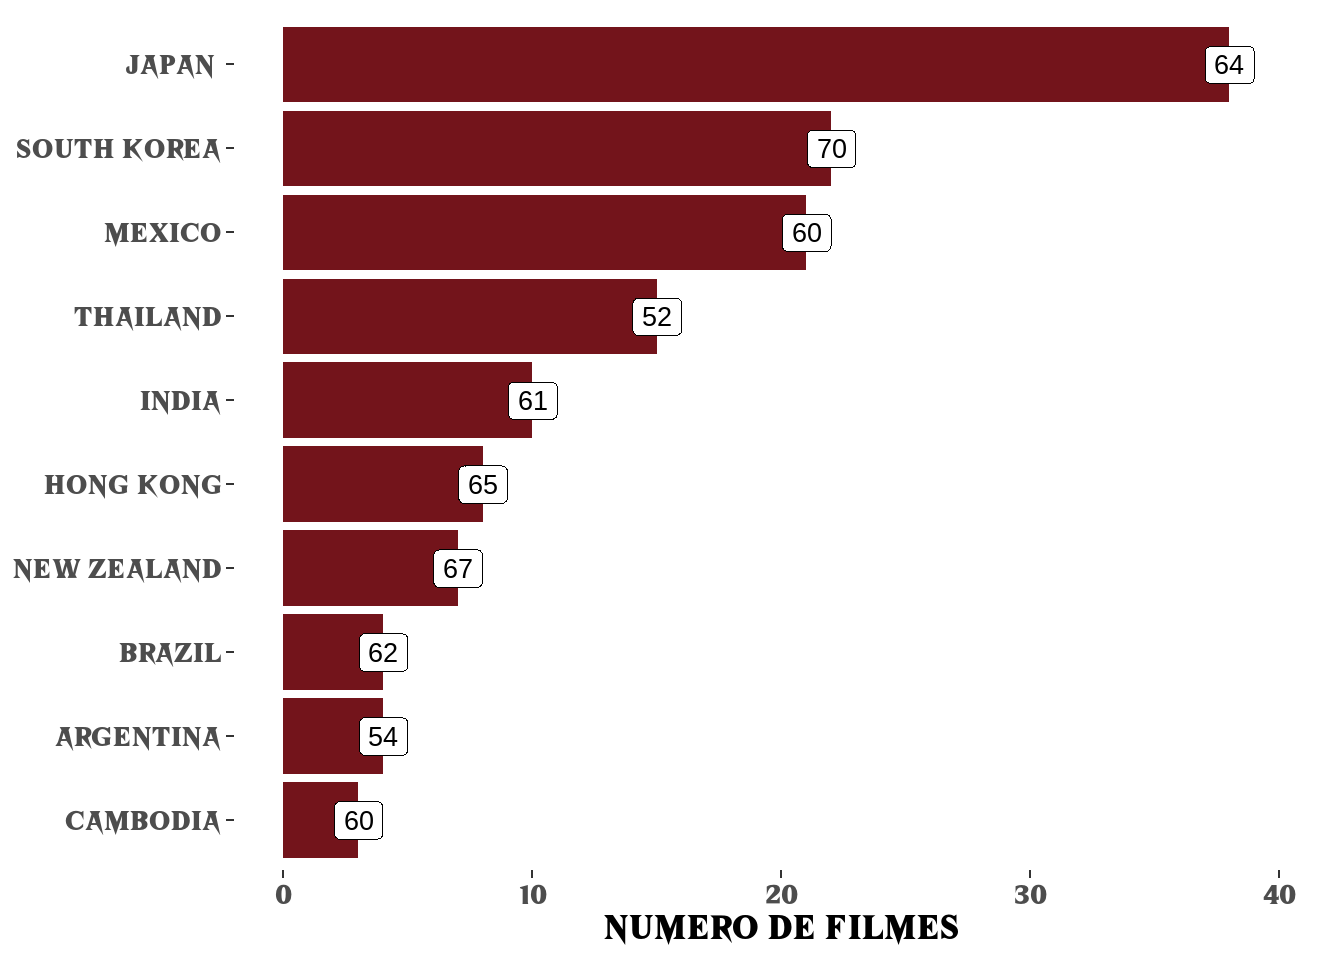 JAPAN
64
SOUTH KOREA
70
MEXICO
60
THAILAND
52
INDIA
61
HONG KONG
65
NEW ZEALAND
67
BRAZIL
62
ARGENTINA
54
CAMBODIA
60
0 10 20 30 40
NUMERO DE FILMES